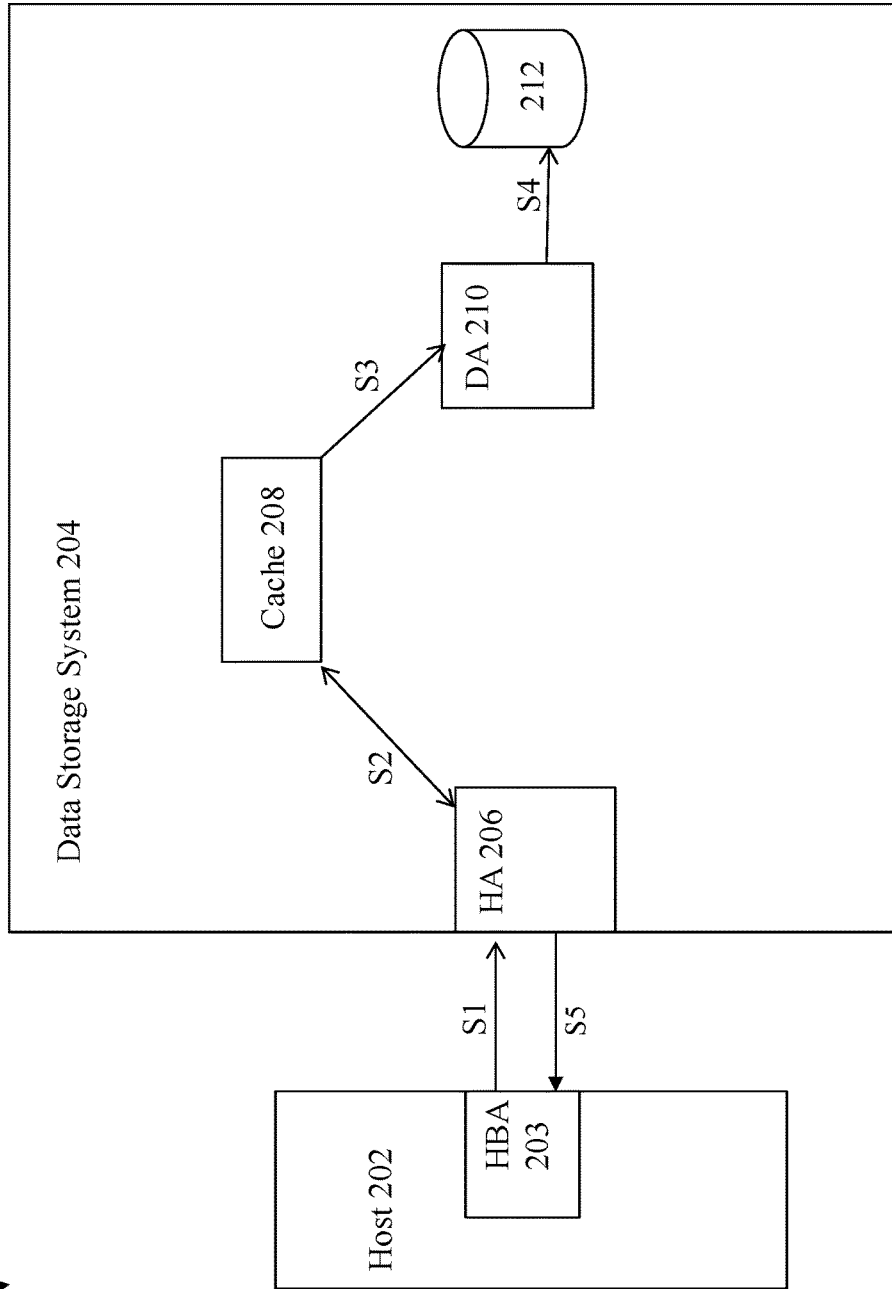 Data Storage System 204
Host 202
HBA
203
S1
S5
HA 206
S2
Cache 208
S3
DA 210
S4
212